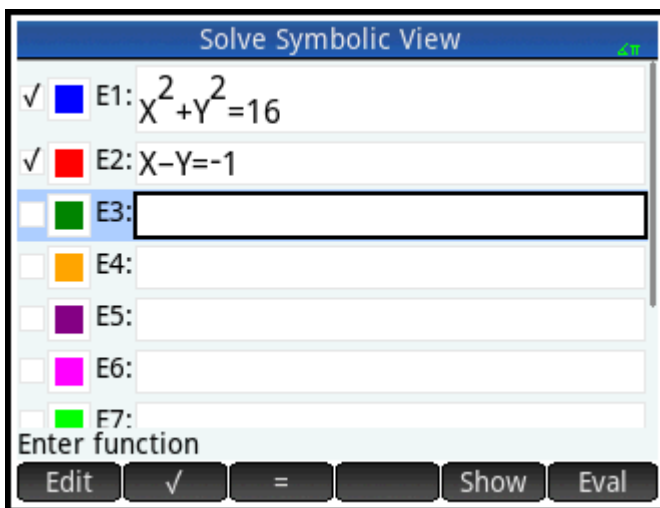 Solve Symbolic View
∡π
√ E1: X²+Y²=16
√ E2: X−Y=-1
E3:
E4:
E5:
E6:
E7:
Enter function
Edit √ = Show Eval